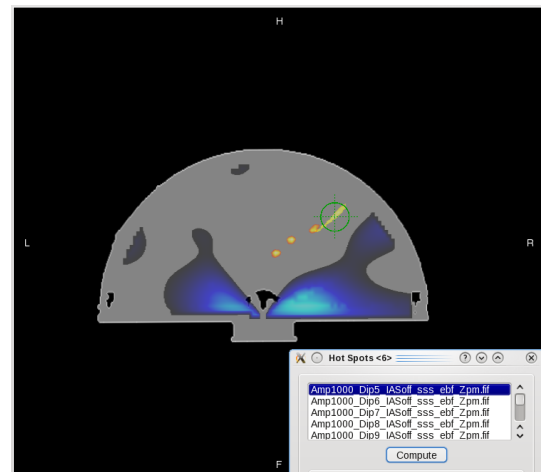 H
L
R
Hot Spots <6>
Amp1000_Dip5_IASoff_sss_ebf_Zpm.fif
Amp1000_Dip6_IASoff_sss_ebf_Zpm.fif
Amp1000_Dip7_IASoff_sss_ebf_Zpm.fif
Amp1000_Dip8_IASoff_sss_ebf_Zpm.fif
Amp1000_Dip9_IASoff_sss_ebf_Zpm.fif
Compute
F